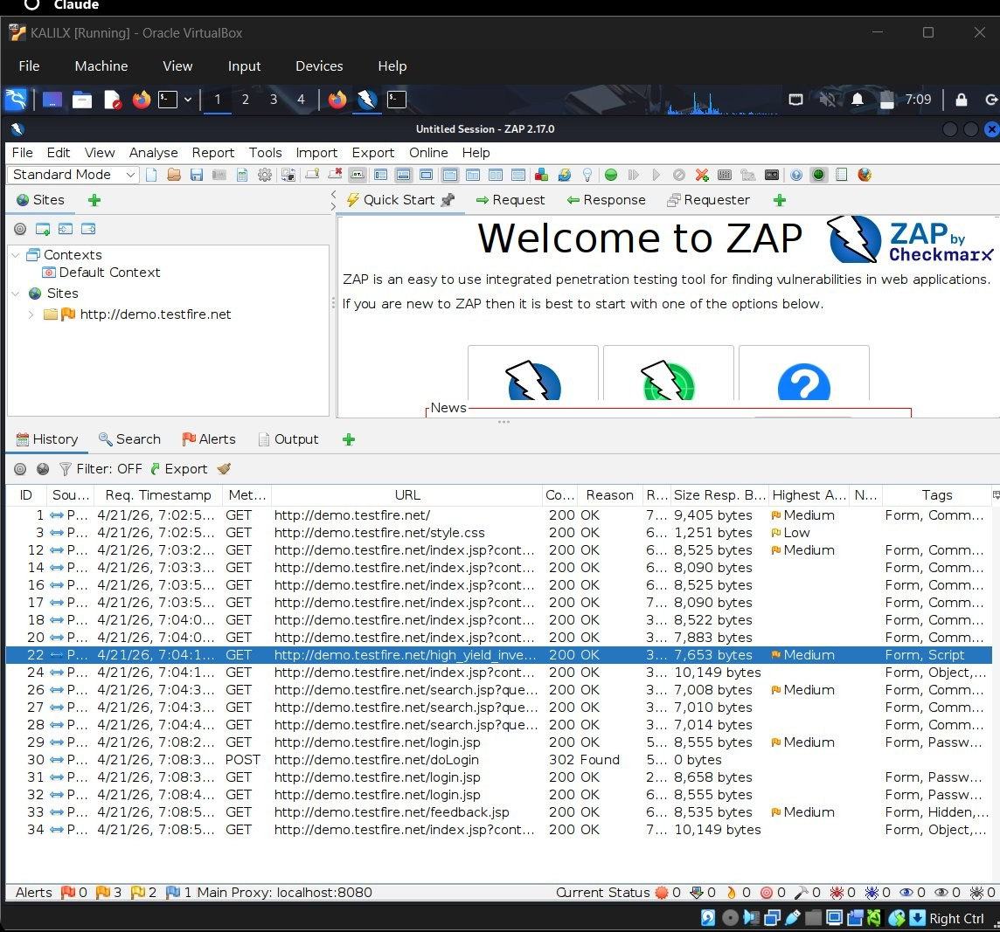 Claude
KALILX [Running] - Oracle VirtualBox
File Machine View Input Devices Help
1 2 3 4 7:09
Untitled Session - ZAP 2.17.0
File Edit View Analyse Report Tools Import Export Online Help
Standard Mode
Sites
Quick Start Request Response Requester
Contexts
Default Context
Sites
http://demo.testfire.net
Welcome to ZAP
ZAP by Checkmarx
ZAP is an easy to use integrated penetration testing tool for finding vulnerabilities in web applications.
If you are new to ZAP then it is best to start with one of the options below.
News
History Search Alerts Output
Filter: OFF Export
ID Sou... Req. Timestamp Met... URL Co... Reason R... Size Resp. B... Highest A... N... Tags
1 P... 4/21/26, 7:02:5... GET http://demo.testfire.net/ 200 OK 7... 9,405 bytes Medium Form, Comm...
3 P... 4/21/26, 7:02:5... GET http://demo.testfire.net/style.css 200 OK 6... 1,251 bytes Low
12 P... 4/21/26, 7:03:2... GET http://demo.testfire.net/index.jsp?cont... 200 OK 6... 8,525 bytes Medium Form, Comm...
14 P... 4/21/26, 7:03:3... GET http://demo.testfire.net/index.jsp?cont... 200 OK 6... 8,090 bytes Form, Comm...
16 P... 4/21/26, 7:03:5... GET http://demo.testfire.net/index.jsp?cont... 200 OK 6... 8,525 bytes Form, Comm...
17 P... 4/21/26, 7:03:5... GET http://demo.testfire.net/index.jsp?cont... 200 OK 7... 8,090 bytes Form, Comm...
18 P... 4/21/26, 7:04:0... GET http://demo.testfire.net/index.jsp?cont... 200 OK 3... 8,522 bytes Form, Comm...
20 P... 4/21/26, 7:04:0... GET http://demo.testfire.net/index.jsp?cont... 200 OK 6... 7,883 bytes Form, Comm...
22 P... 4/21/26, 7:04:1... GET http://demo.testfire.net/high_yield_inve... 200 OK 3... 7,653 bytes Medium Form, Script
24 P... 4/21/26, 7:04:1... GET http://demo.testfire.net/index.jsp?cont... 200 OK 3... 10,149 bytes Form, Object,...
26 P... 4/21/26, 7:04:3... GET http://demo.testfire.net/search.jsp?que... 200 OK 3... 7,008 bytes Medium Form, Comm...
27 P... 4/21/26, 7:04:3... GET http://demo.testfire.net/search.jsp?que... 200 OK 3... 7,010 bytes Form, Comm...
28 P... 4/21/26, 7:04:4... GET http://demo.testfire.net/search.jsp?que... 200 OK 3... 7,014 bytes Form, Comm...
29 P... 4/21/26, 7:08:2... GET http://demo.testfire.net/login.jsp 200 OK 5... 8,555 bytes Medium Form, Passw...
30 P... 4/21/26, 7:08:3... POST http://demo.testfire.net/doLogin 302 Found 5... 0 bytes
31 P... 4/21/26, 7:08:3... GET http://demo.testfire.net/login.jsp 200 OK 2... 8,658 bytes Form, Passw...
32 P... 4/21/26, 7:08:4... GET http://demo.testfire.net/login.jsp 200 OK 6... 8,555 bytes Form, Passw...
33 P... 4/21/26, 7:08:5... GET http://demo.testfire.net/feedback.jsp 200 OK 6... 8,535 bytes Medium Form, Hidden,...
34 P... 4/21/26, 7:08:5... GET http://demo.testfire.net/index.jsp?cont... 200 OK 7... 10,149 bytes Form, Object,...
Alerts 0 3 2 1 Main Proxy: localhost:8080 Current Status 0 0 0 0 0 0 0 0 0 0
Right Ctrl